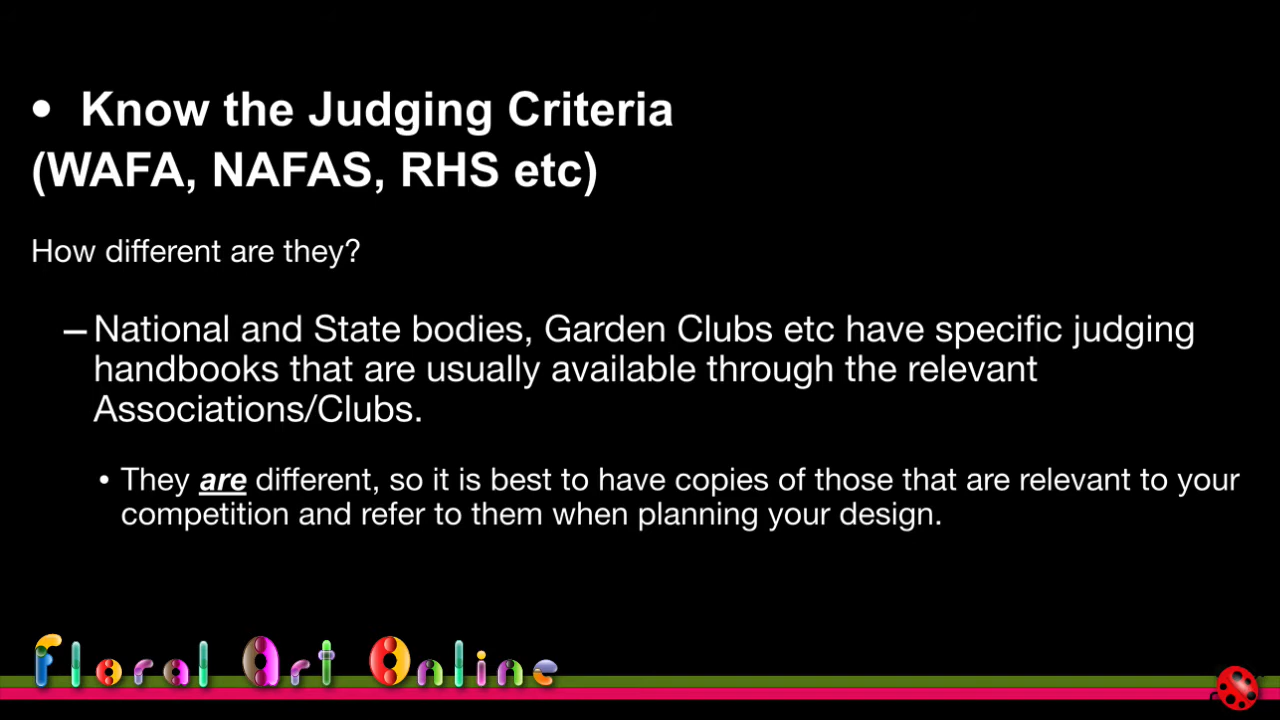 • Know the Judging Criteria
(WAFA, NAFAS, RHS etc)
How different are they?
– National and State bodies, Garden Clubs etc have specific judging
handbooks that are usually available through the relevant
Associations/Clubs.
• They are different, so it is best to have copies of those that are relevant to your
competition and refer to them when planning your design.
Floral Art Online